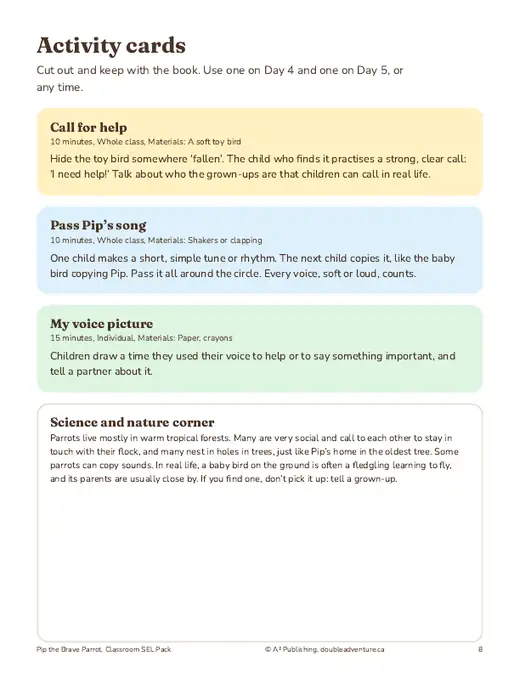 Activity cards
Cut out and keep with the book. Use one on Day 4 and one on Day 5, or
any time.
Call for help
10 minutes, Whole class, Materials: A soft toy bird
Hide the toy bird somewhere ‘fallen’. The child who finds it practises a strong, clear call:
‘I need help!’ Talk about who the grown-ups are that children can call in real life.
Pass Pip’s song
10 minutes, Whole class, Materials: Shakers or clapping
One child makes a short, simple tune or rhythm. The next child copies it, like the baby
bird copying Pip. Pass it all around the circle. Every voice, soft or loud, counts.
My voice picture
15 minutes, Individual, Materials: Paper, crayons
Children draw a time they used their voice to help or to say something important, and
tell a partner about it.
Science and nature corner
Parrots live mostly in warm tropical forests. Many are very social and call to each other to stay in
touch with their flock, and many nest in holes in trees, just like Pip’s home in the oldest tree. Some
parrots can copy sounds. In real life, a baby bird on the ground is often a fledgling learning to fly,
and its parents are usually close by. If you find one, don’t pick it up: tell a grown-up.
Pip the Brave Parrot, Classroom SEL Pack
© A² Publishing, doubleadventure.ca
8